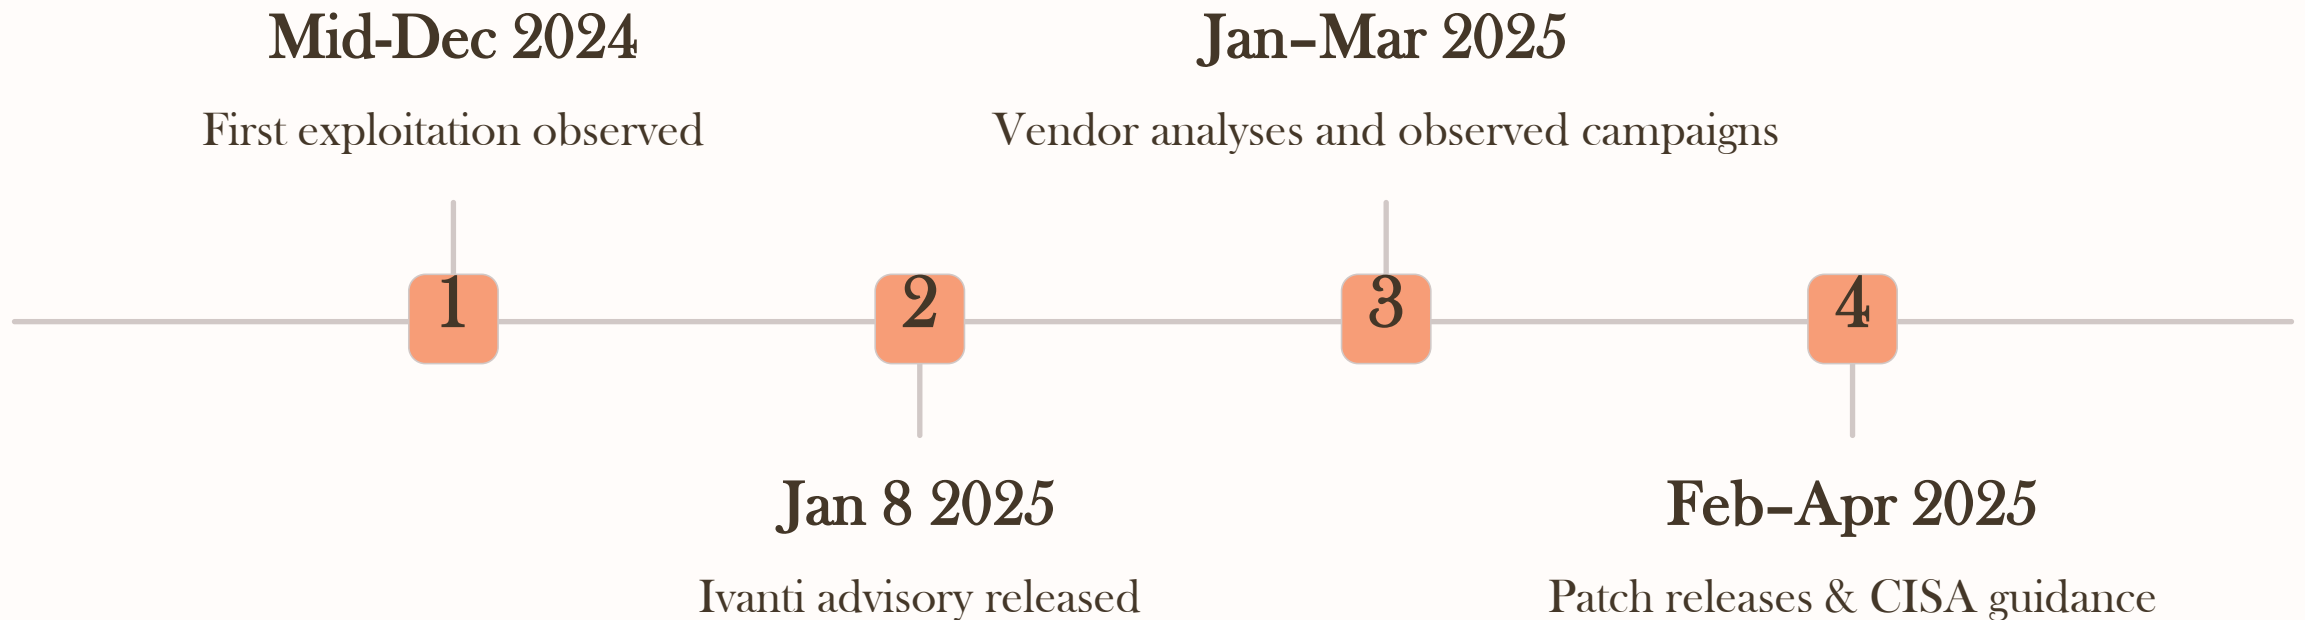 Mid-Dec 2024
First exploitation observed
Jan–Mar 2025
Vendor analyses and observed campaigns
1
2
3
4
Jan 8 2025
Ivanti advisory released
Feb–Apr 2025
Patch releases & CISA guidance